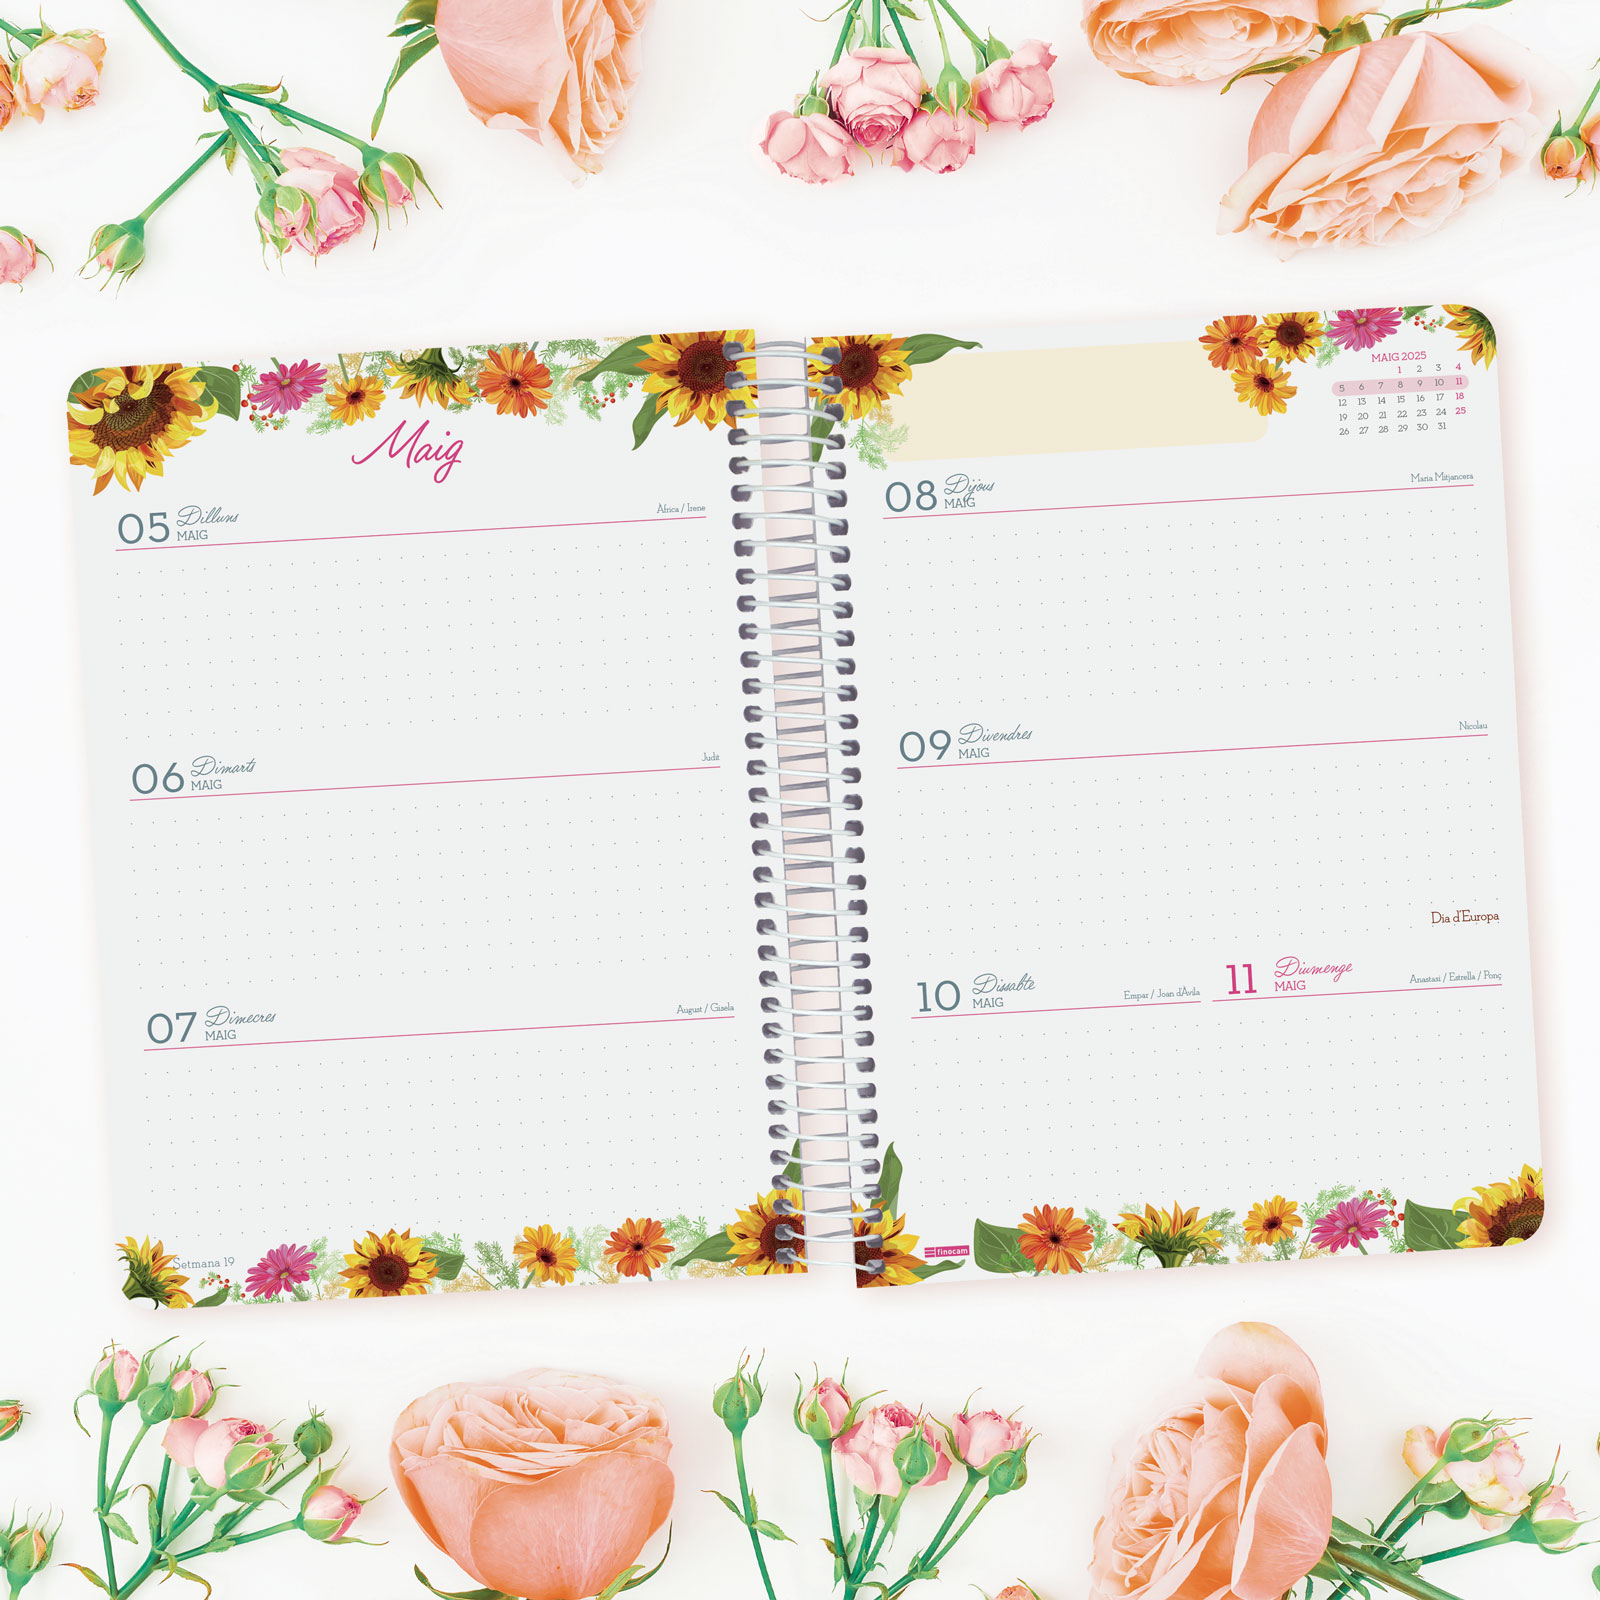 Maig
05 Dilluns
MAIG
Àfrica / Irene
06 Dimarts
MAIG
Judit
07 Dimecres
MAIG
August / Gisela
Setmana 19
MAIG 2025
1 2 3 4
5 6 7 8 9 10 11
12 13 14 15 16 17 18
19 20 21 22 23 24 25
26 27 28 29 30 31
08 Dijous
MAIG
Maria Mitjancera
09 Divendres
MAIG
Nicolau
Dia d'Europa
10 Dissabte
MAIG
Empar / Joan d'Àvila
11 Diumenge
MAIG
Anastasi / Estrella / Ponç
finocam